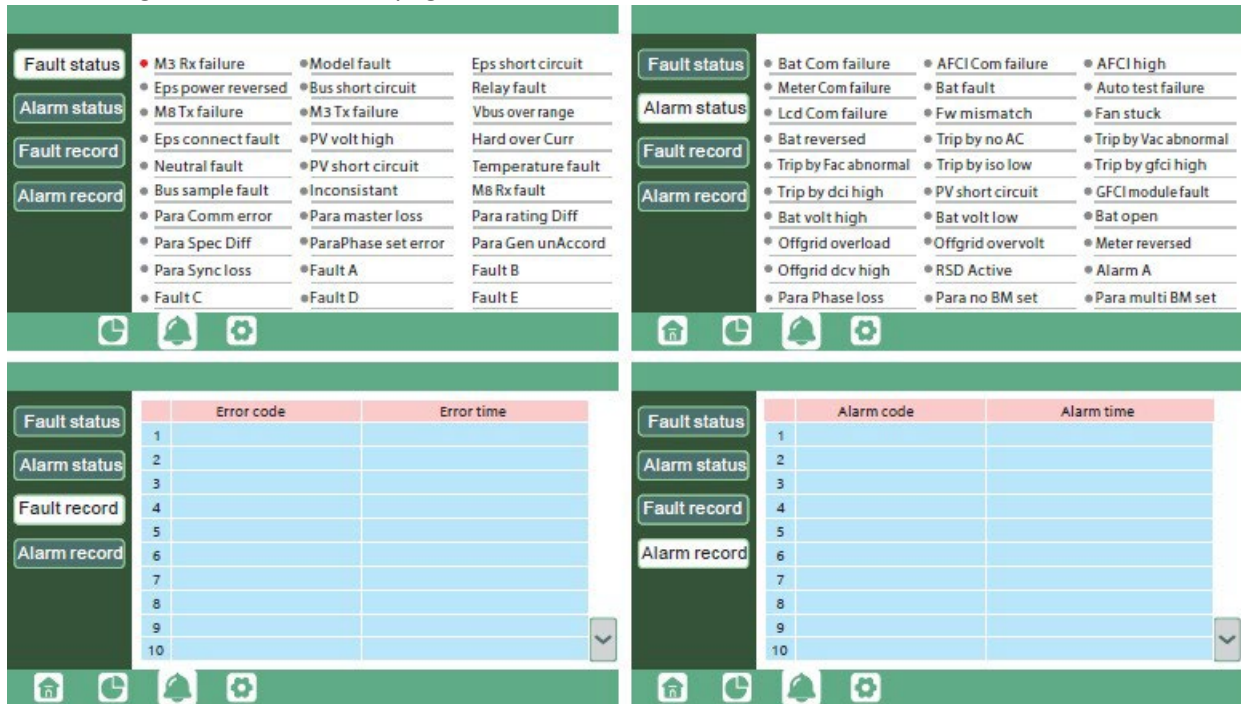 Fault status
Alarm status
Fault record
Alarm record
M3 Rx failure Model fault Eps short circuit
Eps power reversed Bus short circuit Relay fault
M8 Tx failure M3 Tx failure Vbus over range
Eps connect fault PV volt high Hard over Curr
Neutral fault PV short circuit Temperature fault
Bus sample fault Inconsistant M8 Rx fault
Para Comm error Para master loss Para rating Diff
Para Spec Diff ParaPhase set error Para Gen unAccord
Para Sync loss Fault A Fault B
Fault C Fault D Fault E
Fault status
Alarm status
Fault record
Alarm record
Bat Com failure AFCI Com failure AFCI high
Meter Com failure Bat fault Auto test failure
Lcd Com failure Fw mismatch Fan stuck
Bat reversed Trip by no AC Trip by Vac abnormal
Trip by Fac abnormal Trip by iso low Trip by gfci high
Trip by dci high PV short circuit GFCI module fault
Bat volt high Bat volt low Bat open
Offgrid overload Offgrid overvolt Meter reversed
Offgrid dcv high RSD Active Alarm A
Para Phase loss Para no BM set Para multi BM set
Fault status
Alarm status
Fault record
Alarm record
Error code Error time
1
2
3
4
5
6
7
8
9
10
Fault status
Alarm status
Fault record
Alarm record
Alarm code Alarm time
1
2
3
4
5
6
7
8
9
10